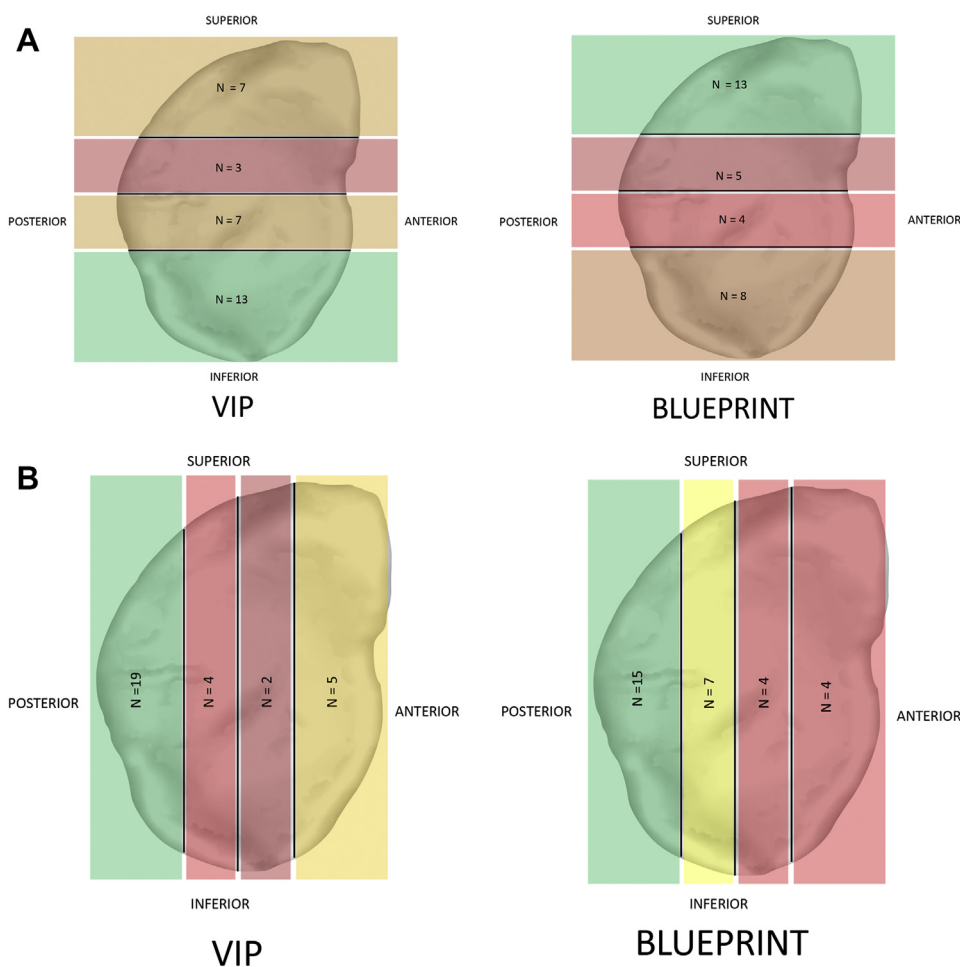 A
SUPERIOR
N = 7
N = 3
POSTERIOR
N = 7
ANTERIOR
N = 13
INFERIOR
VIP
SUPERIOR
N = 13
N = 5
POSTERIOR
N = 4
ANTERIOR
N = 8
INFERIOR
BLUEPRINT
B
SUPERIOR
POSTERIOR
N =19
N = 4
N = 2
N = 5
ANTERIOR
INFERIOR
VIP
SUPERIOR
POSTERIOR
N =15
N = 7
N = 4
N = 4
ANTERIOR
INFERIOR
BLUEPRINT